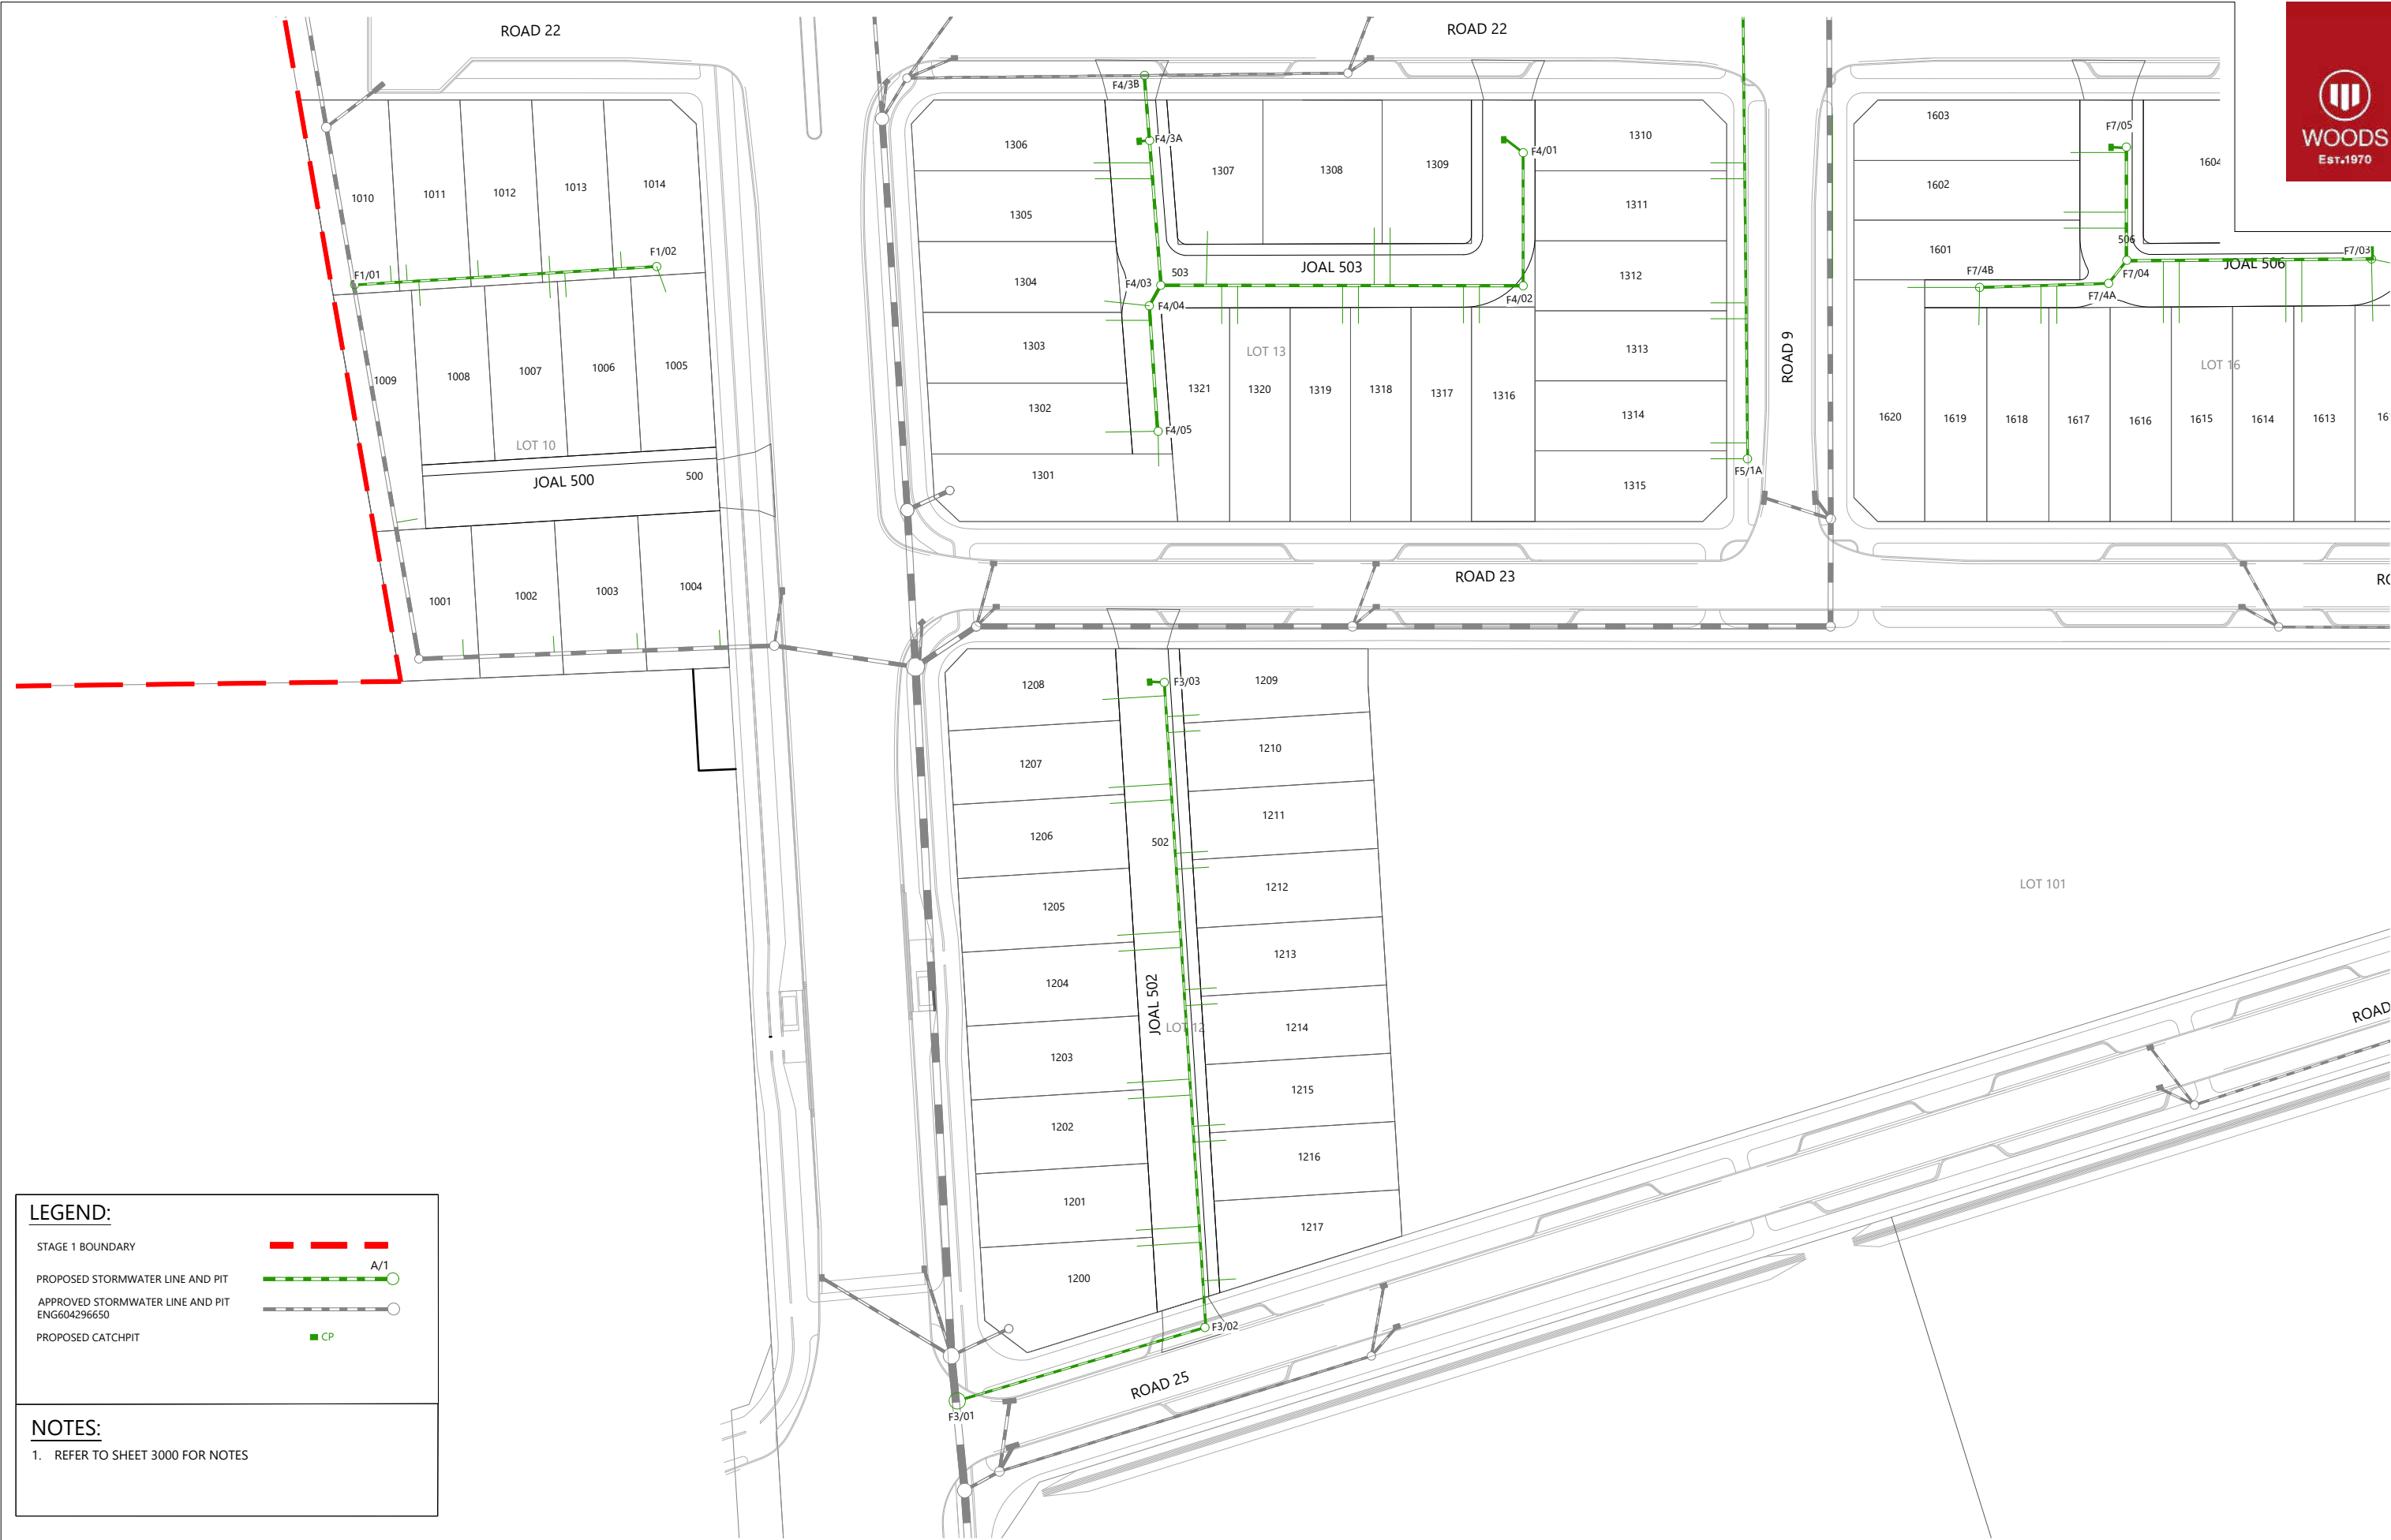 ROAD 22
ROAD 22
WOODS
EST.1970
F4/3B
F4/3A
F4/01
F7/05
1603
1306
1307
1308
1309
1310
1604
1010
1011
1012
1013
1014
1602
1305
1311
F1/01
F1/02
506
1601
F7/03
1304
F4/03
503
JOAL 503
1312
F4/02
F7/4B
F7/04
JOAL 506
F7/4A
F4/04
1303
LOT 13
1313
ROAD 9
LOT 16
1009
1008
1007
1006
1005
1302
1321
1320
1319
1318
1317
1316
1314
1620
1619
1618
1617
1616
1615
1614
1613
F4/05
LOT 10
JOAL 500
500
1301
1315
F5/1A
1001
1002
1003
1004
ROAD 23
1208
F3/03
1209
1207
1210
1206
502
1211
1205
1212
LOT 101
1204
JOAL 502
1213
LOT 12
1214
ROAD
1203
1215
1202
1216
1201
1217
1200
F3/02
ROAD 25
F3/01
LEGEND:
STAGE 1 BOUNDARY
A/1
PROPOSED STORMWATER LINE AND PIT
APPROVED STORMWATER LINE AND PIT
ENG604296650
PROPOSED CATCHPIT
CP
NOTES:
1. REFER TO SHEET 3000 FOR NOTES